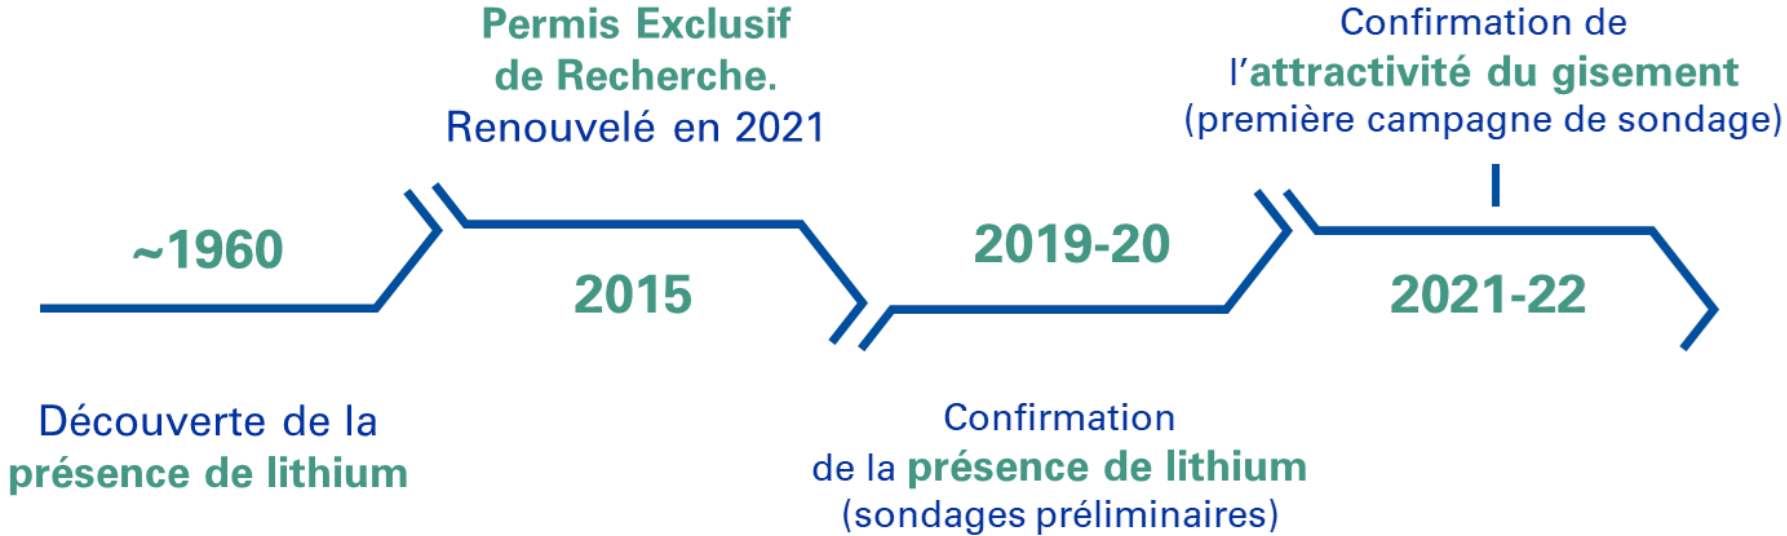 ~1960
Découverte de la
présence de lithium
Permis Exclusif
de Recherche.
Renouvelé en 2021
2015
2019-20
Confirmation
de la présence de lithium
(sondages préliminaires)
Confirmation de
l'attractivité du gisement
(première campagne de sondage)
2021-22